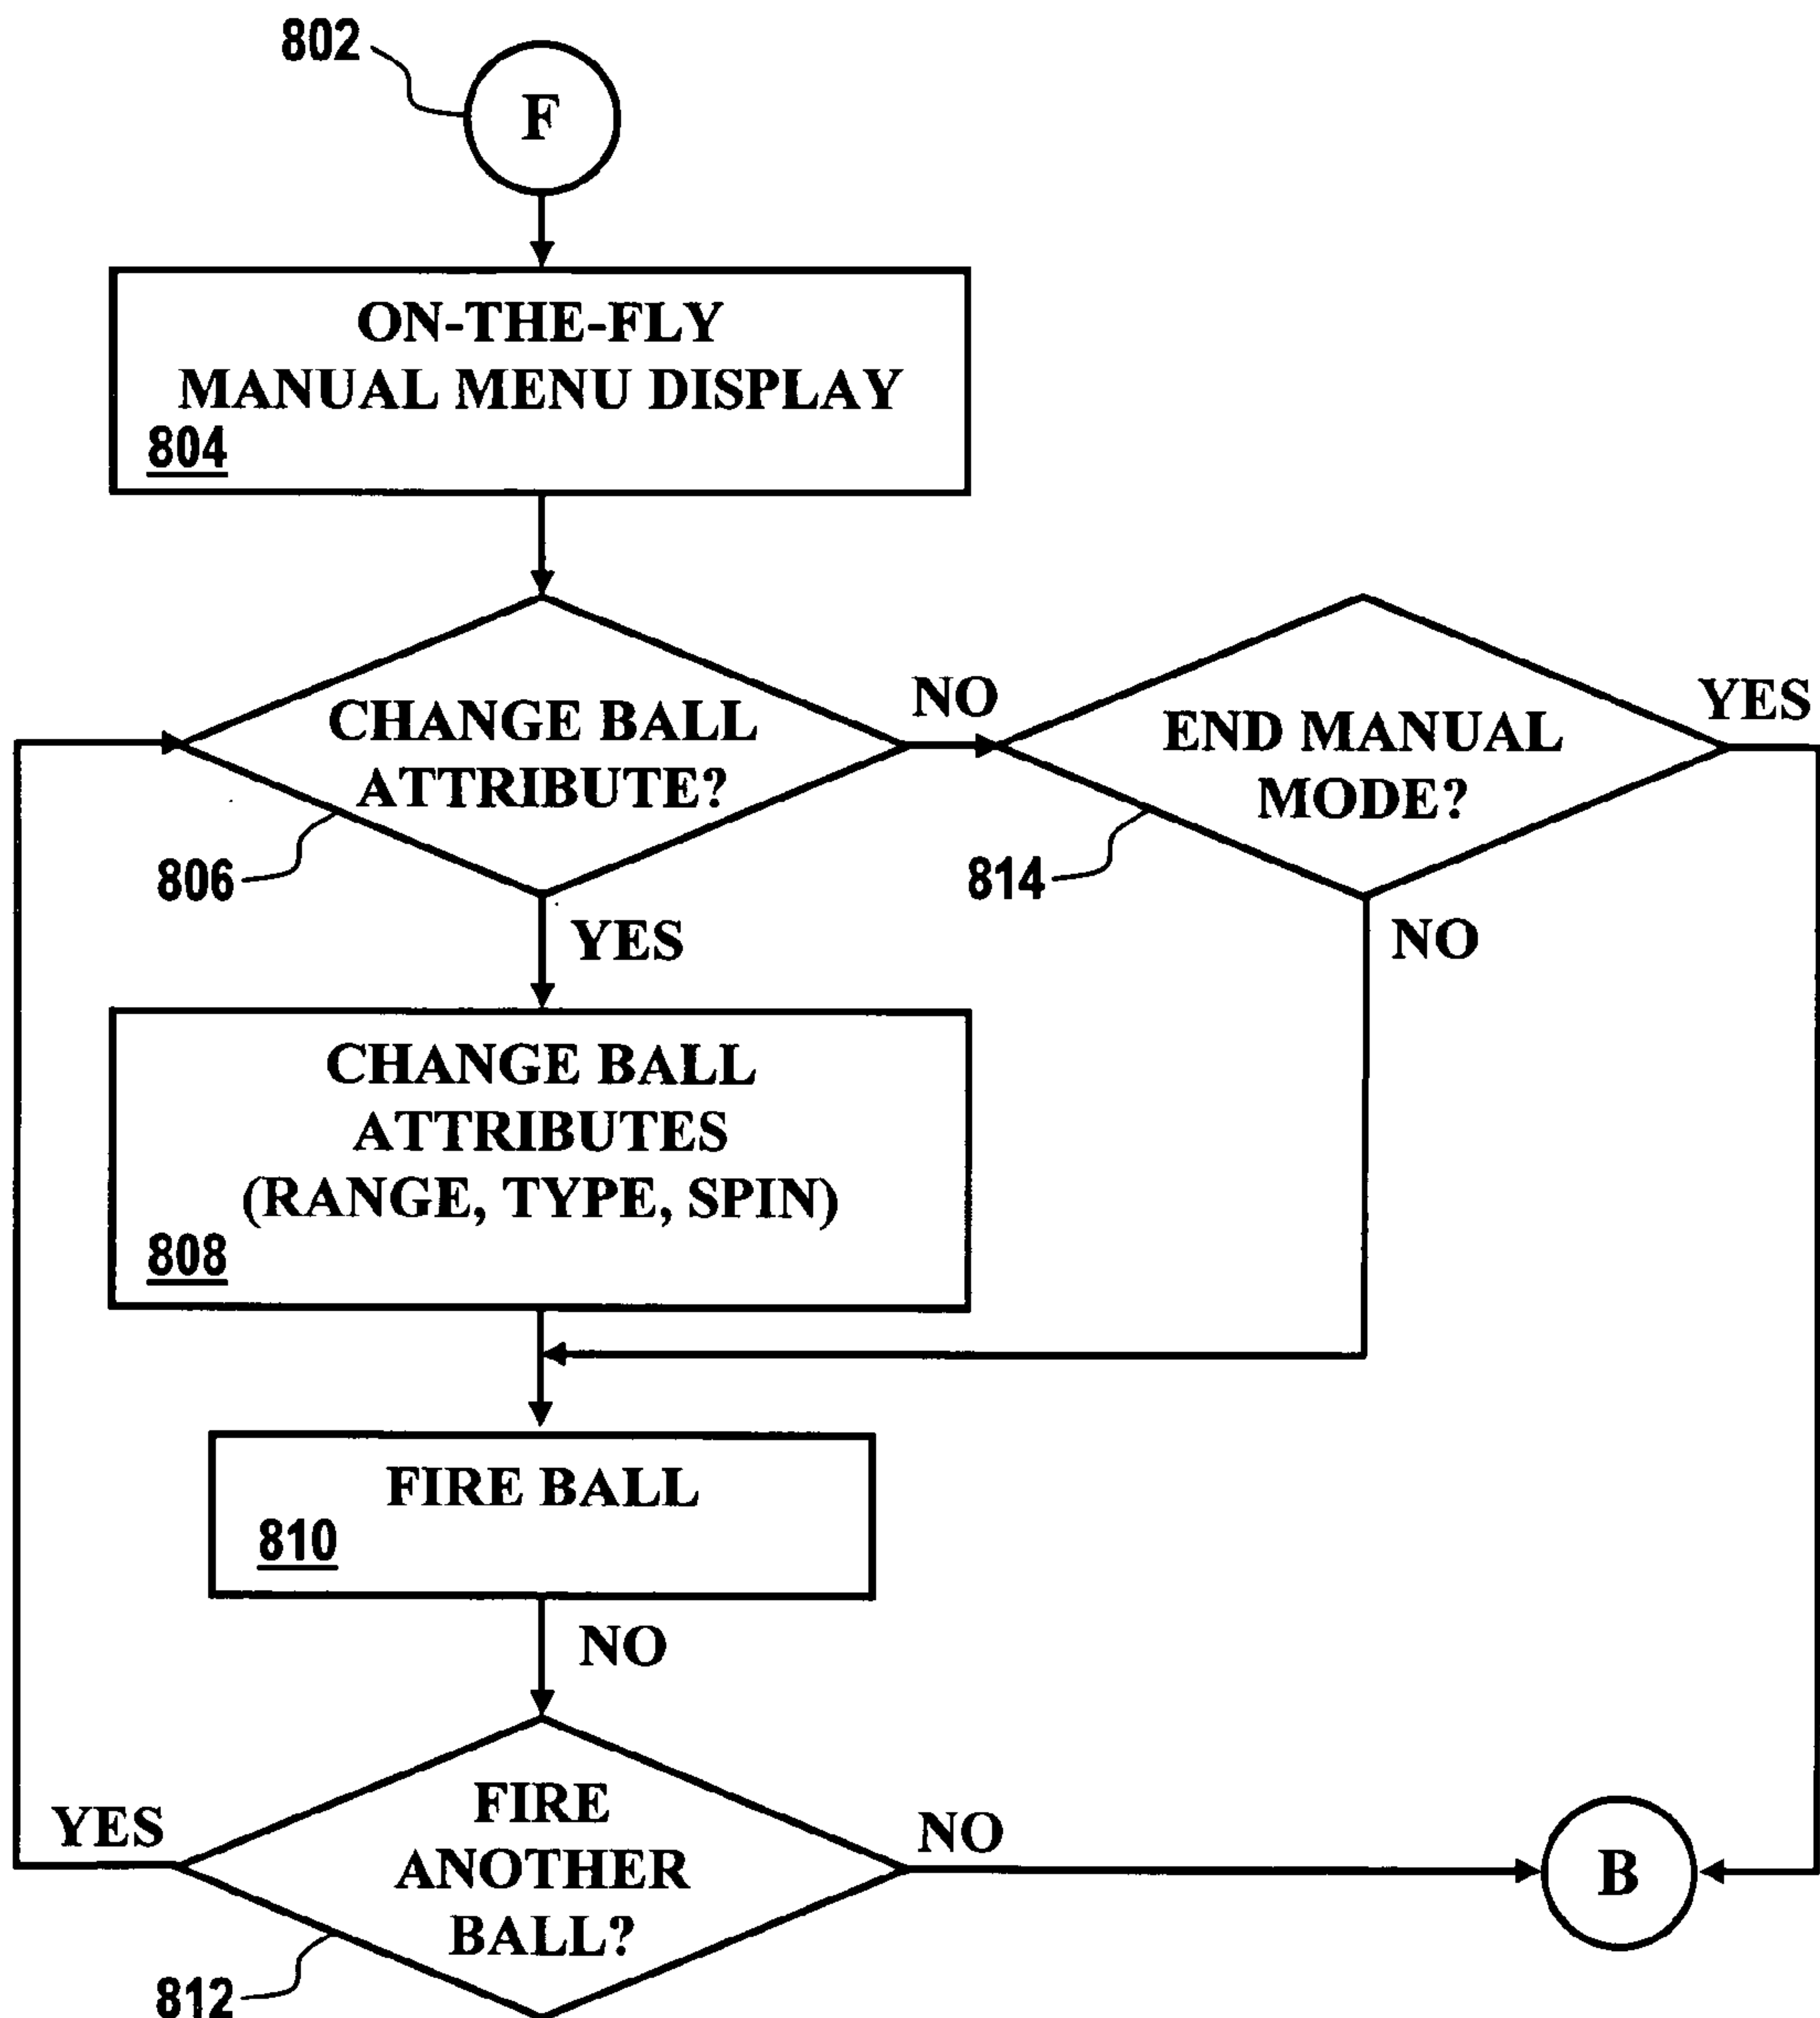 802
F
ON-THE-FLY
MANUAL MENU DISPLAY
804
CHANGE BALL
ATTRIBUTE?
806
NO
END MANUAL
MODE?
814
YES
YES
NO
CHANGE BALL
ATTRIBUTES
(RANGE, TYPE, SPIN)
808
FIRE BALL
810
NO
FIRE
ANOTHER
BALL?
812
YES
NO
B